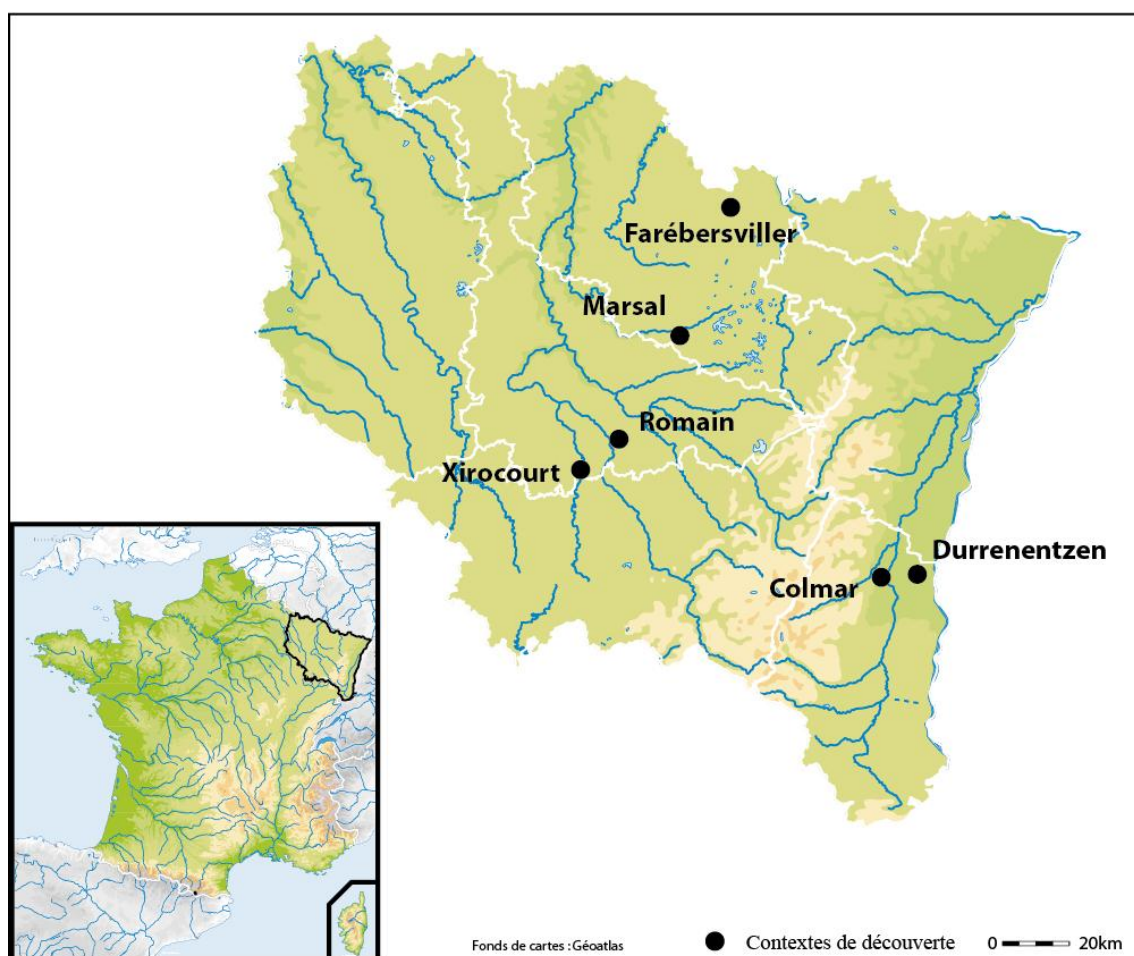 Farébersviller
Marsal
Romain
Xirocourt
Durrenentzen
Colmar
Fonds de cartes : Géoatlas
Contextes de découverte
0 20km